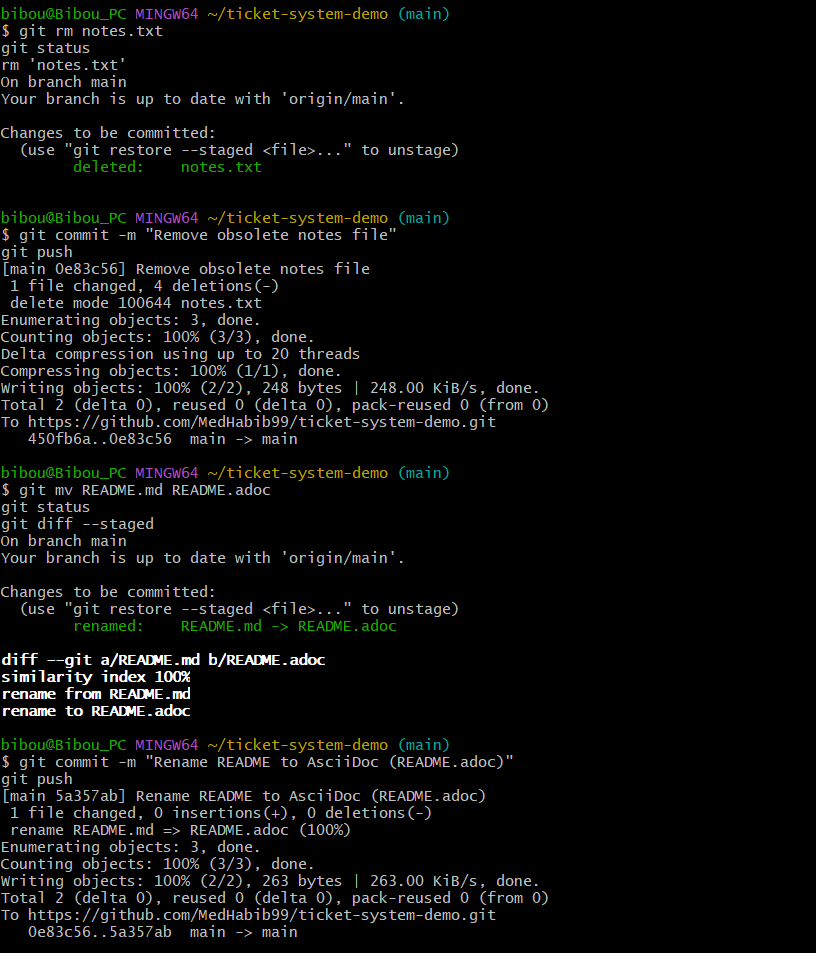 bibou@Bibou_PC MINGW64 ~/ticket-system-demo (main)
$ git rm notes.txt
git status
rm 'notes.txt'
On branch main
Your branch is up to date with 'origin/main'.

Changes to be committed:
  (use "git restore --staged <file>..." to unstage)
        deleted:    notes.txt


bibou@Bibou_PC MINGW64 ~/ticket-system-demo (main)
$ git commit -m "Remove obsolete notes file"
git push
[main 0e83c56] Remove obsolete notes file
 1 file changed, 4 deletions(-)
 delete mode 100644 notes.txt
Enumerating objects: 3, done.
Counting objects: 100% (3/3), done.
Delta compression using up to 20 threads
Compressing objects: 100% (1/1), done.
Writing objects: 100% (2/2), 248 bytes | 248.00 KiB/s, done.
Total 2 (delta 0), reused 0 (delta 0), pack-reused 0 (from 0)
To https://github.com/MedHabib99/ticket-system-demo.git
   450fb6a..0e83c56  main -> main

bibou@Bibou_PC MINGW64 ~/ticket-system-demo (main)
$ git mv README.md README.adoc
git status
git diff --staged
On branch main
Your branch is up to date with 'origin/main'.

Changes to be committed:
  (use "git restore --staged <file>..." to unstage)
        renamed:    README.md -> README.adoc

diff --git a/README.md b/README.adoc
similarity index 100%
rename from README.md
rename to README.adoc

bibou@Bibou_PC MINGW64 ~/ticket-system-demo (main)
$ git commit -m "Rename README to AsciiDoc (README.adoc)"
git push
[main 5a357ab] Rename README to AsciiDoc (README.adoc)
 1 file changed, 0 insertions(+), 0 deletions(-)
 rename README.md => README.adoc (100%)
Enumerating objects: 3, done.
Counting objects: 100% (3/3), done.
Writing objects: 100% (2/2), 263 bytes | 263.00 KiB/s, done.
Total 2 (delta 0), reused 0 (delta 0), pack-reused 0 (from 0)
To https://github.com/MedHabib99/ticket-system-demo.git
   0e83c56..5a357ab  main -> main